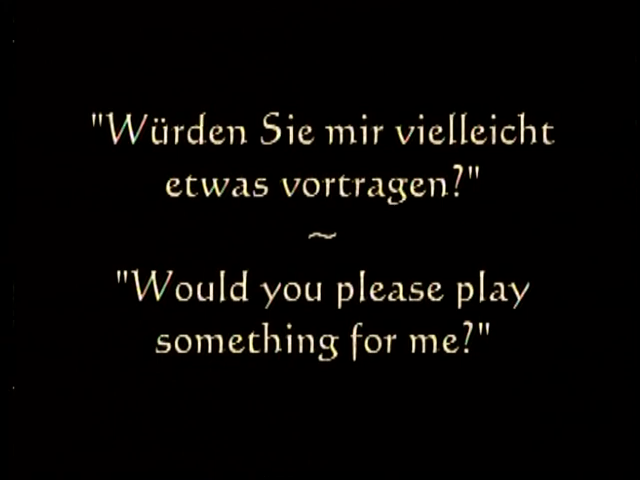 "Würden Sie mir vielleicht
etwas vortragen?"
~
"Would you please play
something for me?"